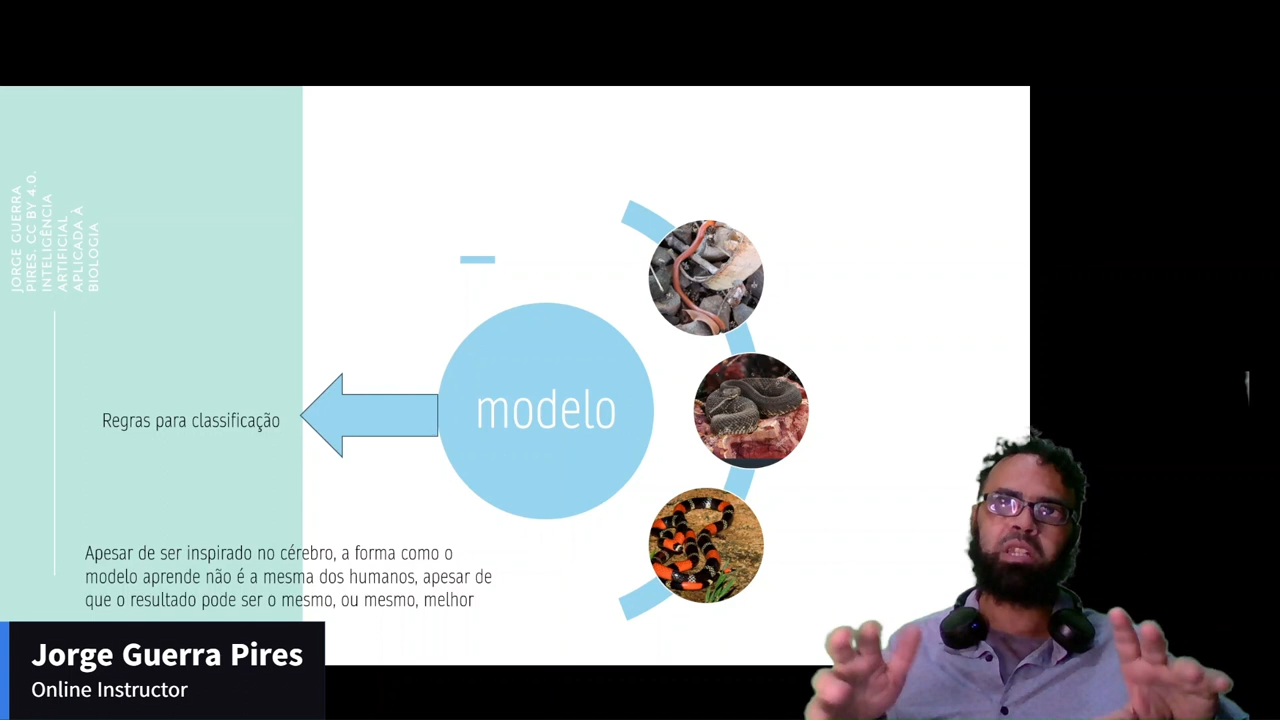 JORGE GUERRA
PIRES. CC BY 4.0.
INTELIGÊNCIA
ARTIFICIAL
APLICADA À
BIOLOGIA
modelo
Regras para classificação
Apesar de ser inspirado no cérebro, a forma como o
modelo aprende não é a mesma dos humanos, apesar de
que o resultado pode ser o mesmo, ou mesmo, melhor
Jorge Guerra Pires
Online Instructor